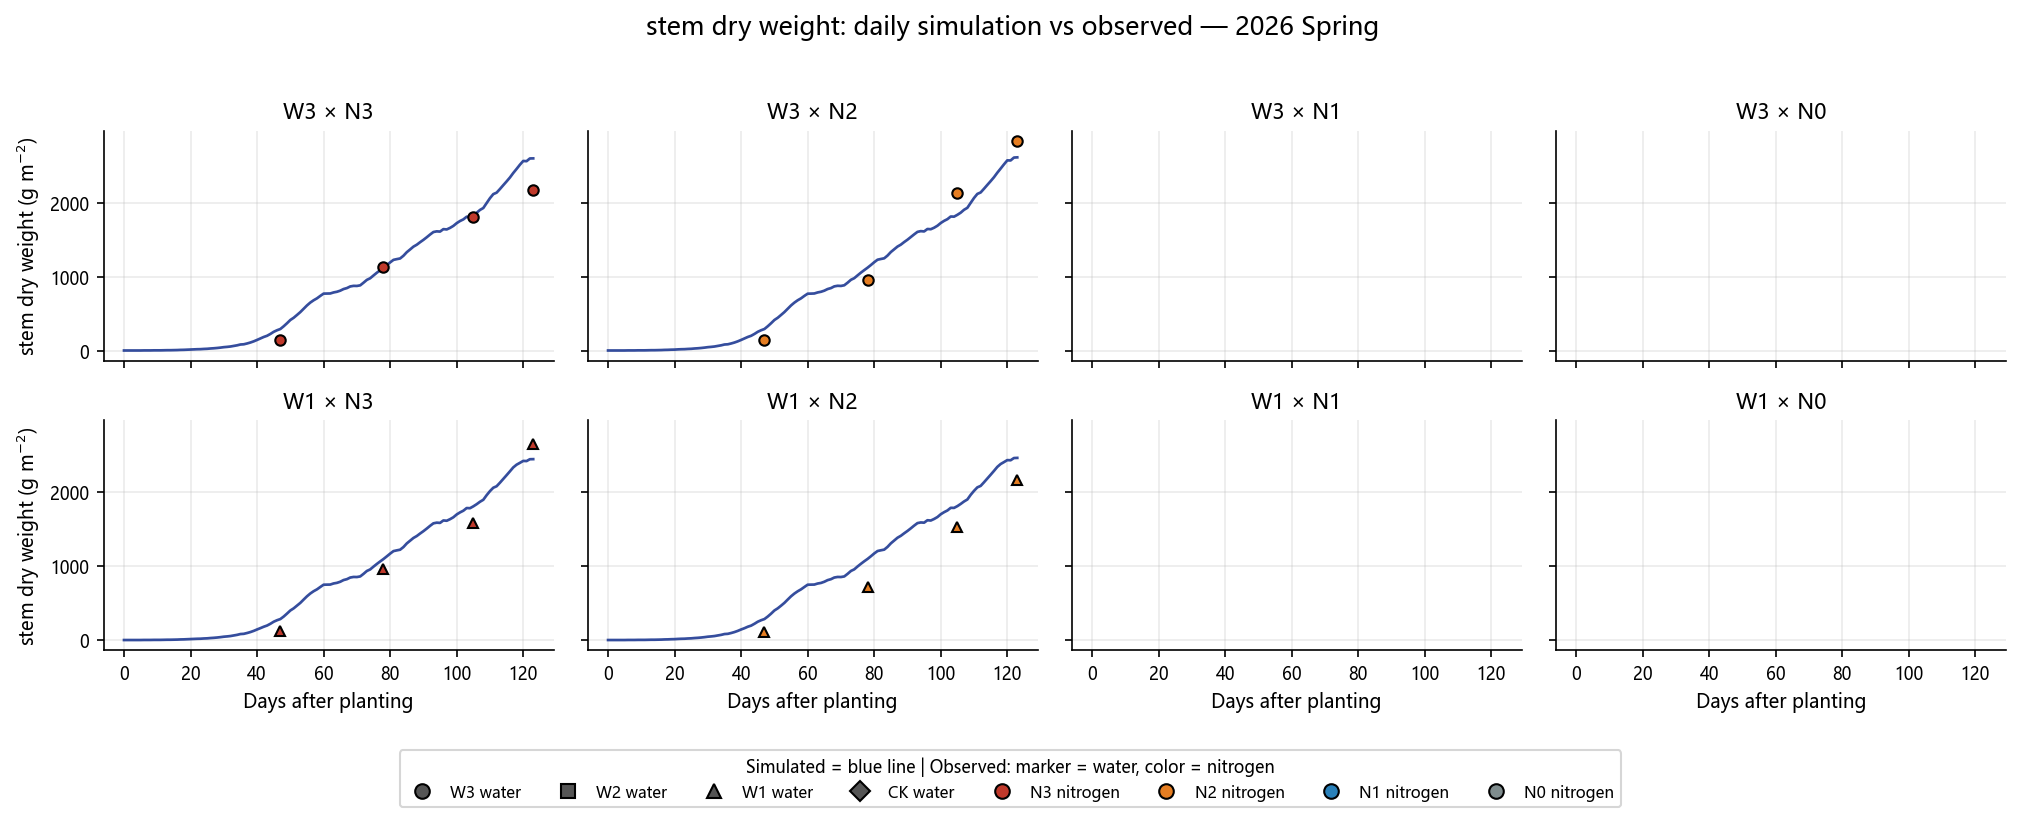 stem dry weight: daily simulation vs observed — 2026 Spring
W3 × N3
W3 × N2
W3 × N1
W3 × N0
stem dry weight (g m⁻²)
2000
1000
0
W1 × N3
W1 × N2
W1 × N1
W1 × N0
stem dry weight (g m⁻²)
2000
1000
0
0 20 40 60 80 100 120
0 20 40 60 80 100 120
0 20 40 60 80 100 120
0 20 40 60 80 100 120
Days after planting
Days after planting
Days after planting
Days after planting
Simulated = blue line | Observed: marker = water, color = nitrogen
W3 water W2 water W1 water CK water N3 nitrogen N2 nitrogen N1 nitrogen N0 nitrogen